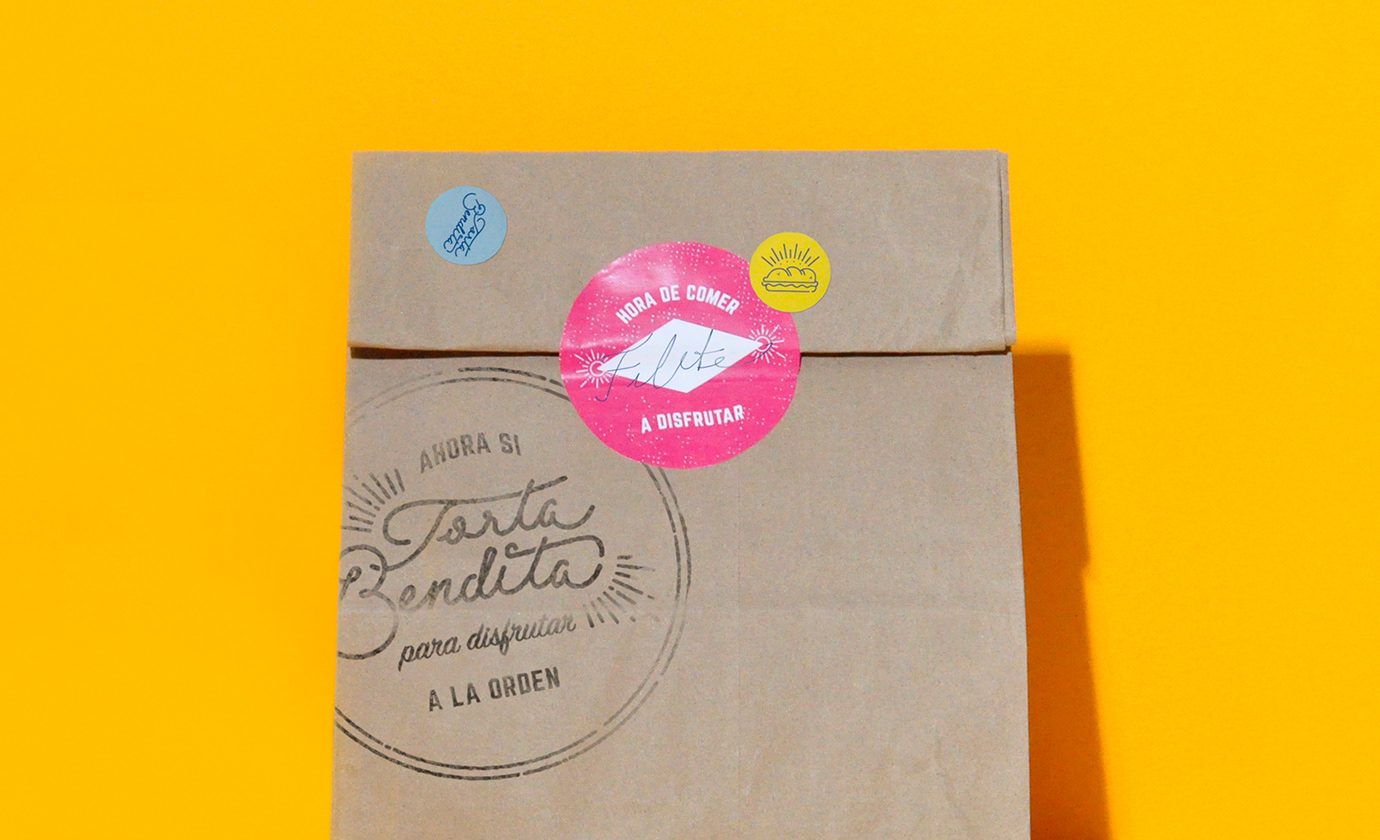 Torta
Bendita
HORA DE COMER
Filete
A DISFRUTAR
AHORA SI
Torta
Bendita
para disfrutar
A LA ORDEN